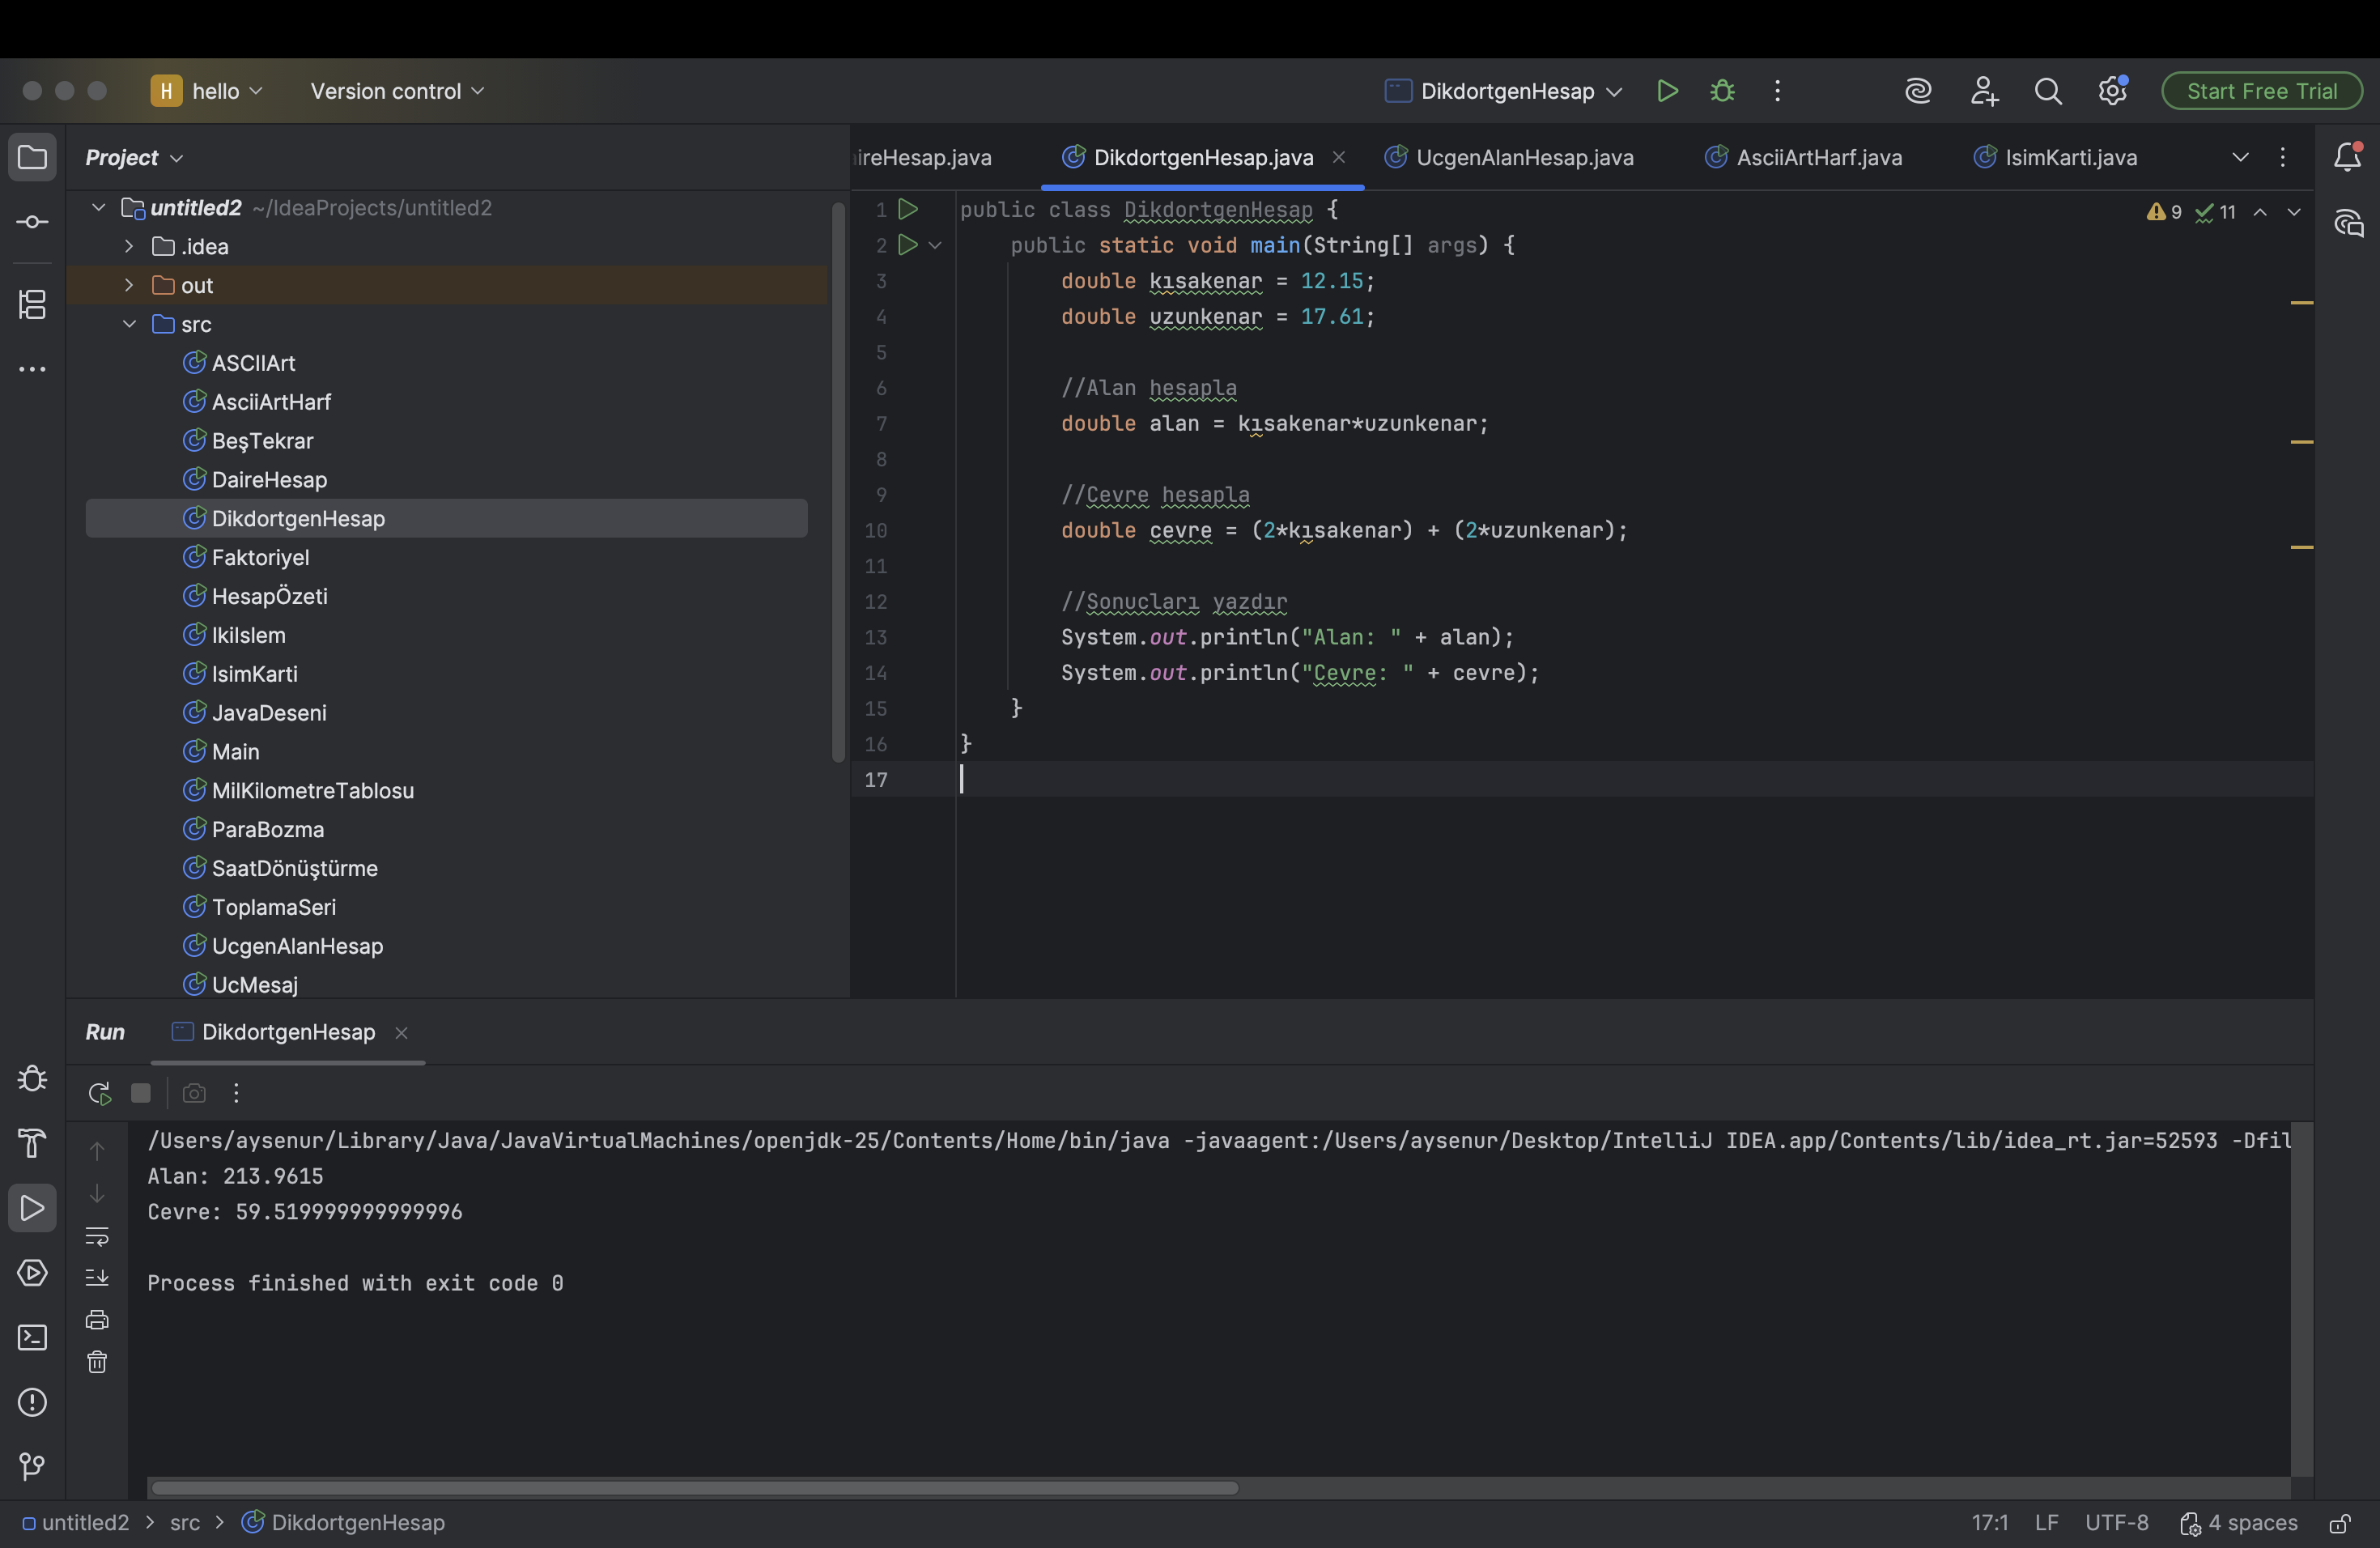 H hello Version control DikdortgenHesap Start Free Trial
Project
ireHesap.java DikdortgenHesap.java UcgenAlanHesap.java AsciiArtHarf.java IsimKarti.java
untitled2 ~/IdeaProjects/untitled2
.idea
out
src
ASCIIArt
AsciiArtHarf
BeşTekrar
DaireHesap
DikdortgenHesap
Faktoriyel
HesapÖzeti
IkiIslem
IsimKarti
JavaDeseni
Main
MilKilometreTablosu
ParaBozma
SaatDönüştürme
ToplamaSeri
UcgenAlanHesap
UcMesaj
9 11
1 public class DikdortgenHesap {
2 public static void main(String[] args) {
3 double kısakenar = 12.15;
4 double uzunkenar = 17.61;
5
6 //Alan hesapla
7 double alan = kısakenar*uzunkenar;
8
9 //Cevre hesapla
10 double cevre = (2*kısakenar) + (2*uzunkenar);
11
12 //Sonucları yazdır
13 System.out.println("Alan: " + alan);
14 System.out.println("Cevre: " + cevre);
15 }
16 }
17
Run DikdortgenHesap
/Users/aysenur/Library/Java/JavaVirtualMachines/openjdk-25/Contents/Home/bin/java -javaagent:/Users/aysenur/Desktop/IntelliJ IDEA.app/Contents/lib/idea_rt.jar=52593 -Dfil
Alan: 213.9615
Cevre: 59.519999999999996
Process finished with exit code 0
untitled2 > src > DikdortgenHesap 17:1 LF UTF-8 4 spaces